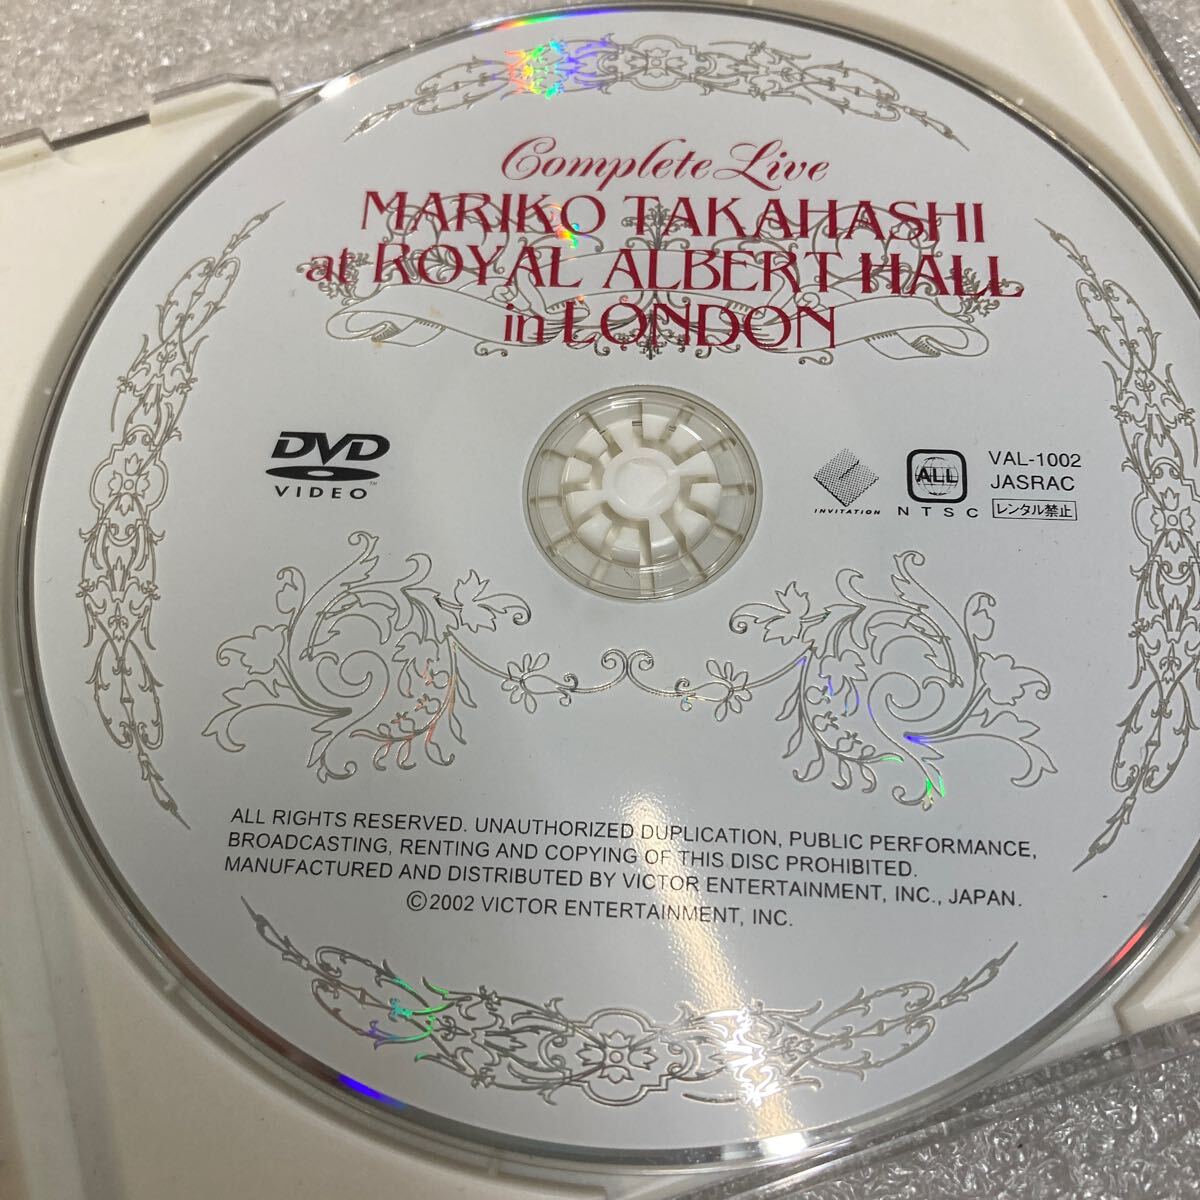 Complete Live
MARIKO TAKAHASHI
at ROYAL ALBERT HALL
in LONDON
DVD
VIDEO
TM
INVITATION
ALL
NTSC
VAL-1002
JASRAC
レンタル禁止
ALL RIGHTS RESERVED. UNAUTHORIZED DUPLICATION, PUBLIC PERFORMANCE,
BROADCASTING, RENTING AND COPYING OF THIS DISC PROHIBITED.
MANUFACTURED AND DISTRIBUTED BY VICTOR ENTERTAINMENT, INC., JAPAN.
©2002 VICTOR ENTERTAINMENT, INC.